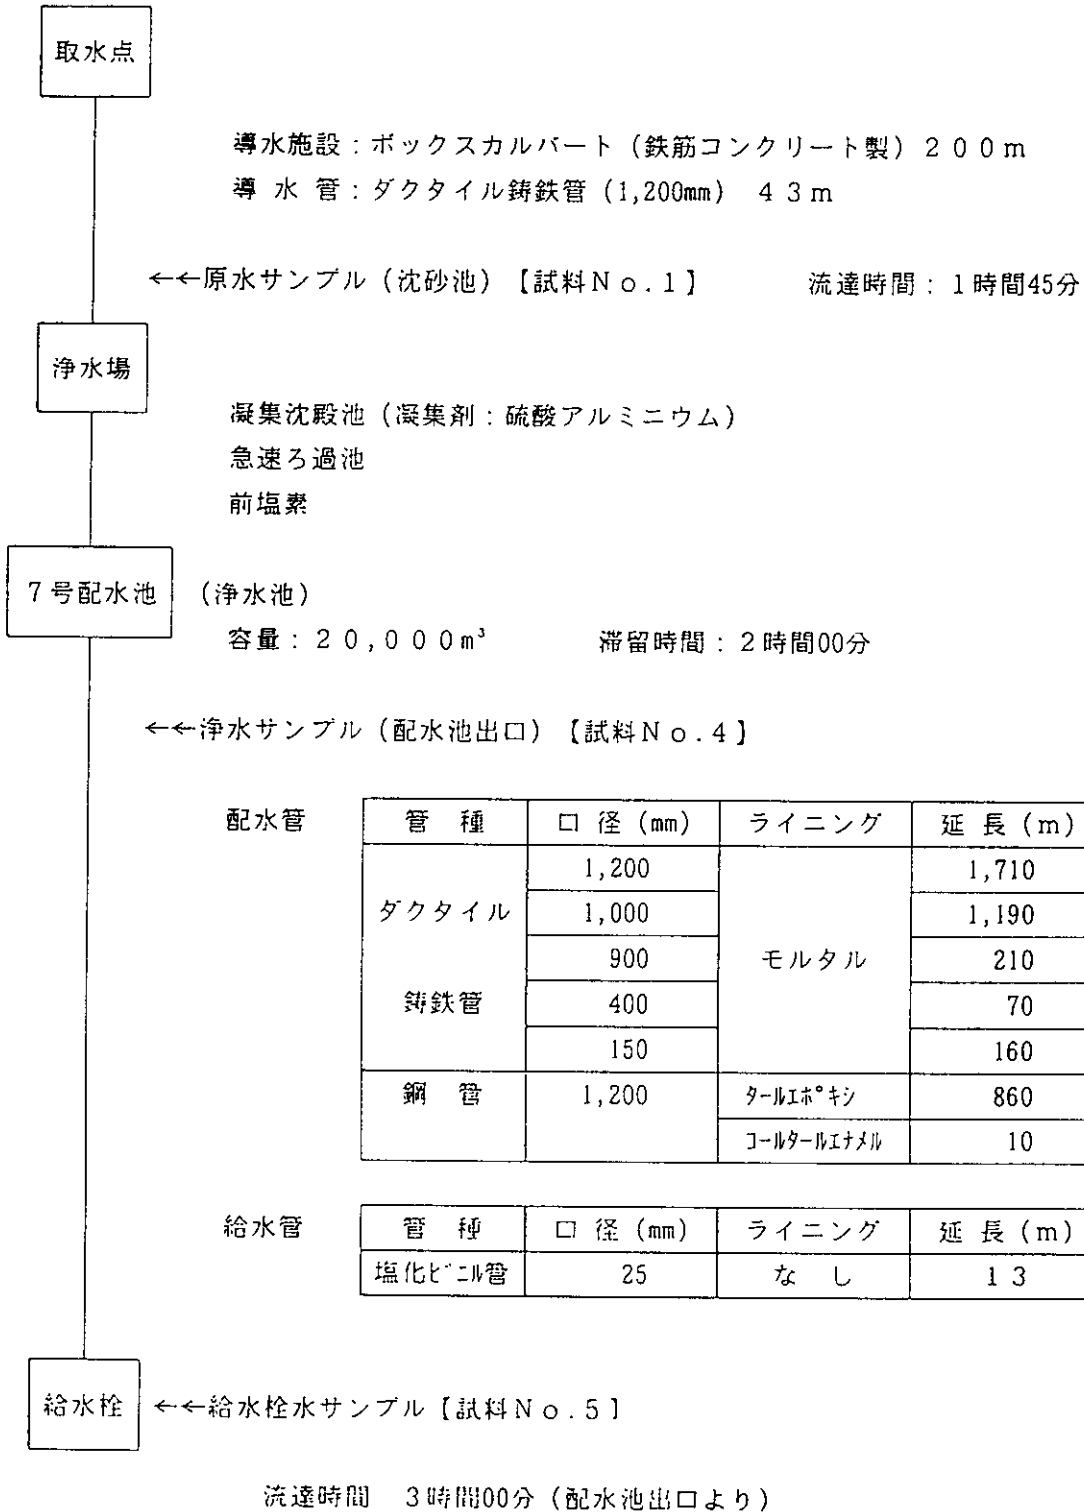 取水点
導水施設：ボックスカルバート（鉄筋コンクリート製）２００ｍ
導 水 管：ダクタイル鋳鉄管（1,200㎜） ４３ｍ
←←原水サンプル（沈砂池）【試料Ｎｏ.１】 流達時間：１時間45分
浄水場
凝集沈殿池（凝集剤：硫酸アルミニウム）
急速ろ過池
前塩素
７号配水池 （浄水池）
容量：２０,０００ｍ³ 滞留時間：２時間00分
←←浄水サンプル（配水池出口）【試料Ｎｏ.４】
配水管 管 種 口 径（㎜） ライニング 延 長（ｍ）
1,200 1,710
ダクタイル 1,000 1,190
900 モルタル 210
鋳鉄管 400 70
150 160
鋼 管 1,200 ﾀｰﾙｴﾎﾟｷｼ 860
ｺｰﾙﾀｰﾙｴﾅﾒﾙ 10
給水管 管 種 口 径（㎜） ライニング 延 長（ｍ）
塩化ﾋﾞﾆﾙ管 25 な し １３
給水栓 ←←給水栓水サンプル【試料Ｎｏ.５】
流達時間 ３時間00分（配水池出口より）